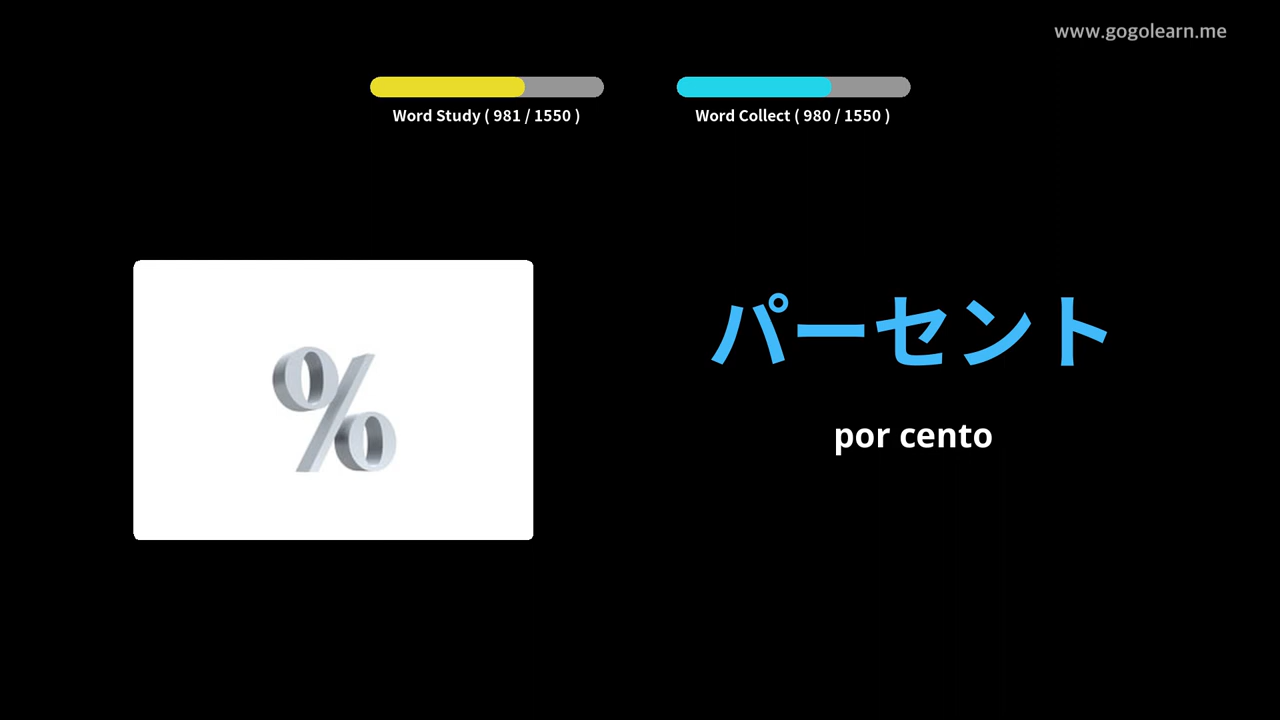 www.gogolearn.me
Word Study ( 981 / 1550 )
Word Collect ( 980 / 1550 )
%
パーセント
por cento